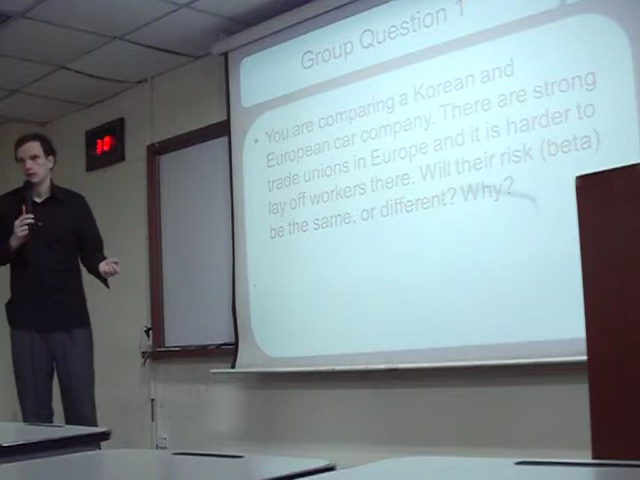 Group Question 1
• You are comparing a Korean and
European car company. There are strong
trade unions in Europe and it is harder to
lay off workers there. Will their risk (beta)
be the same, or different? Why?